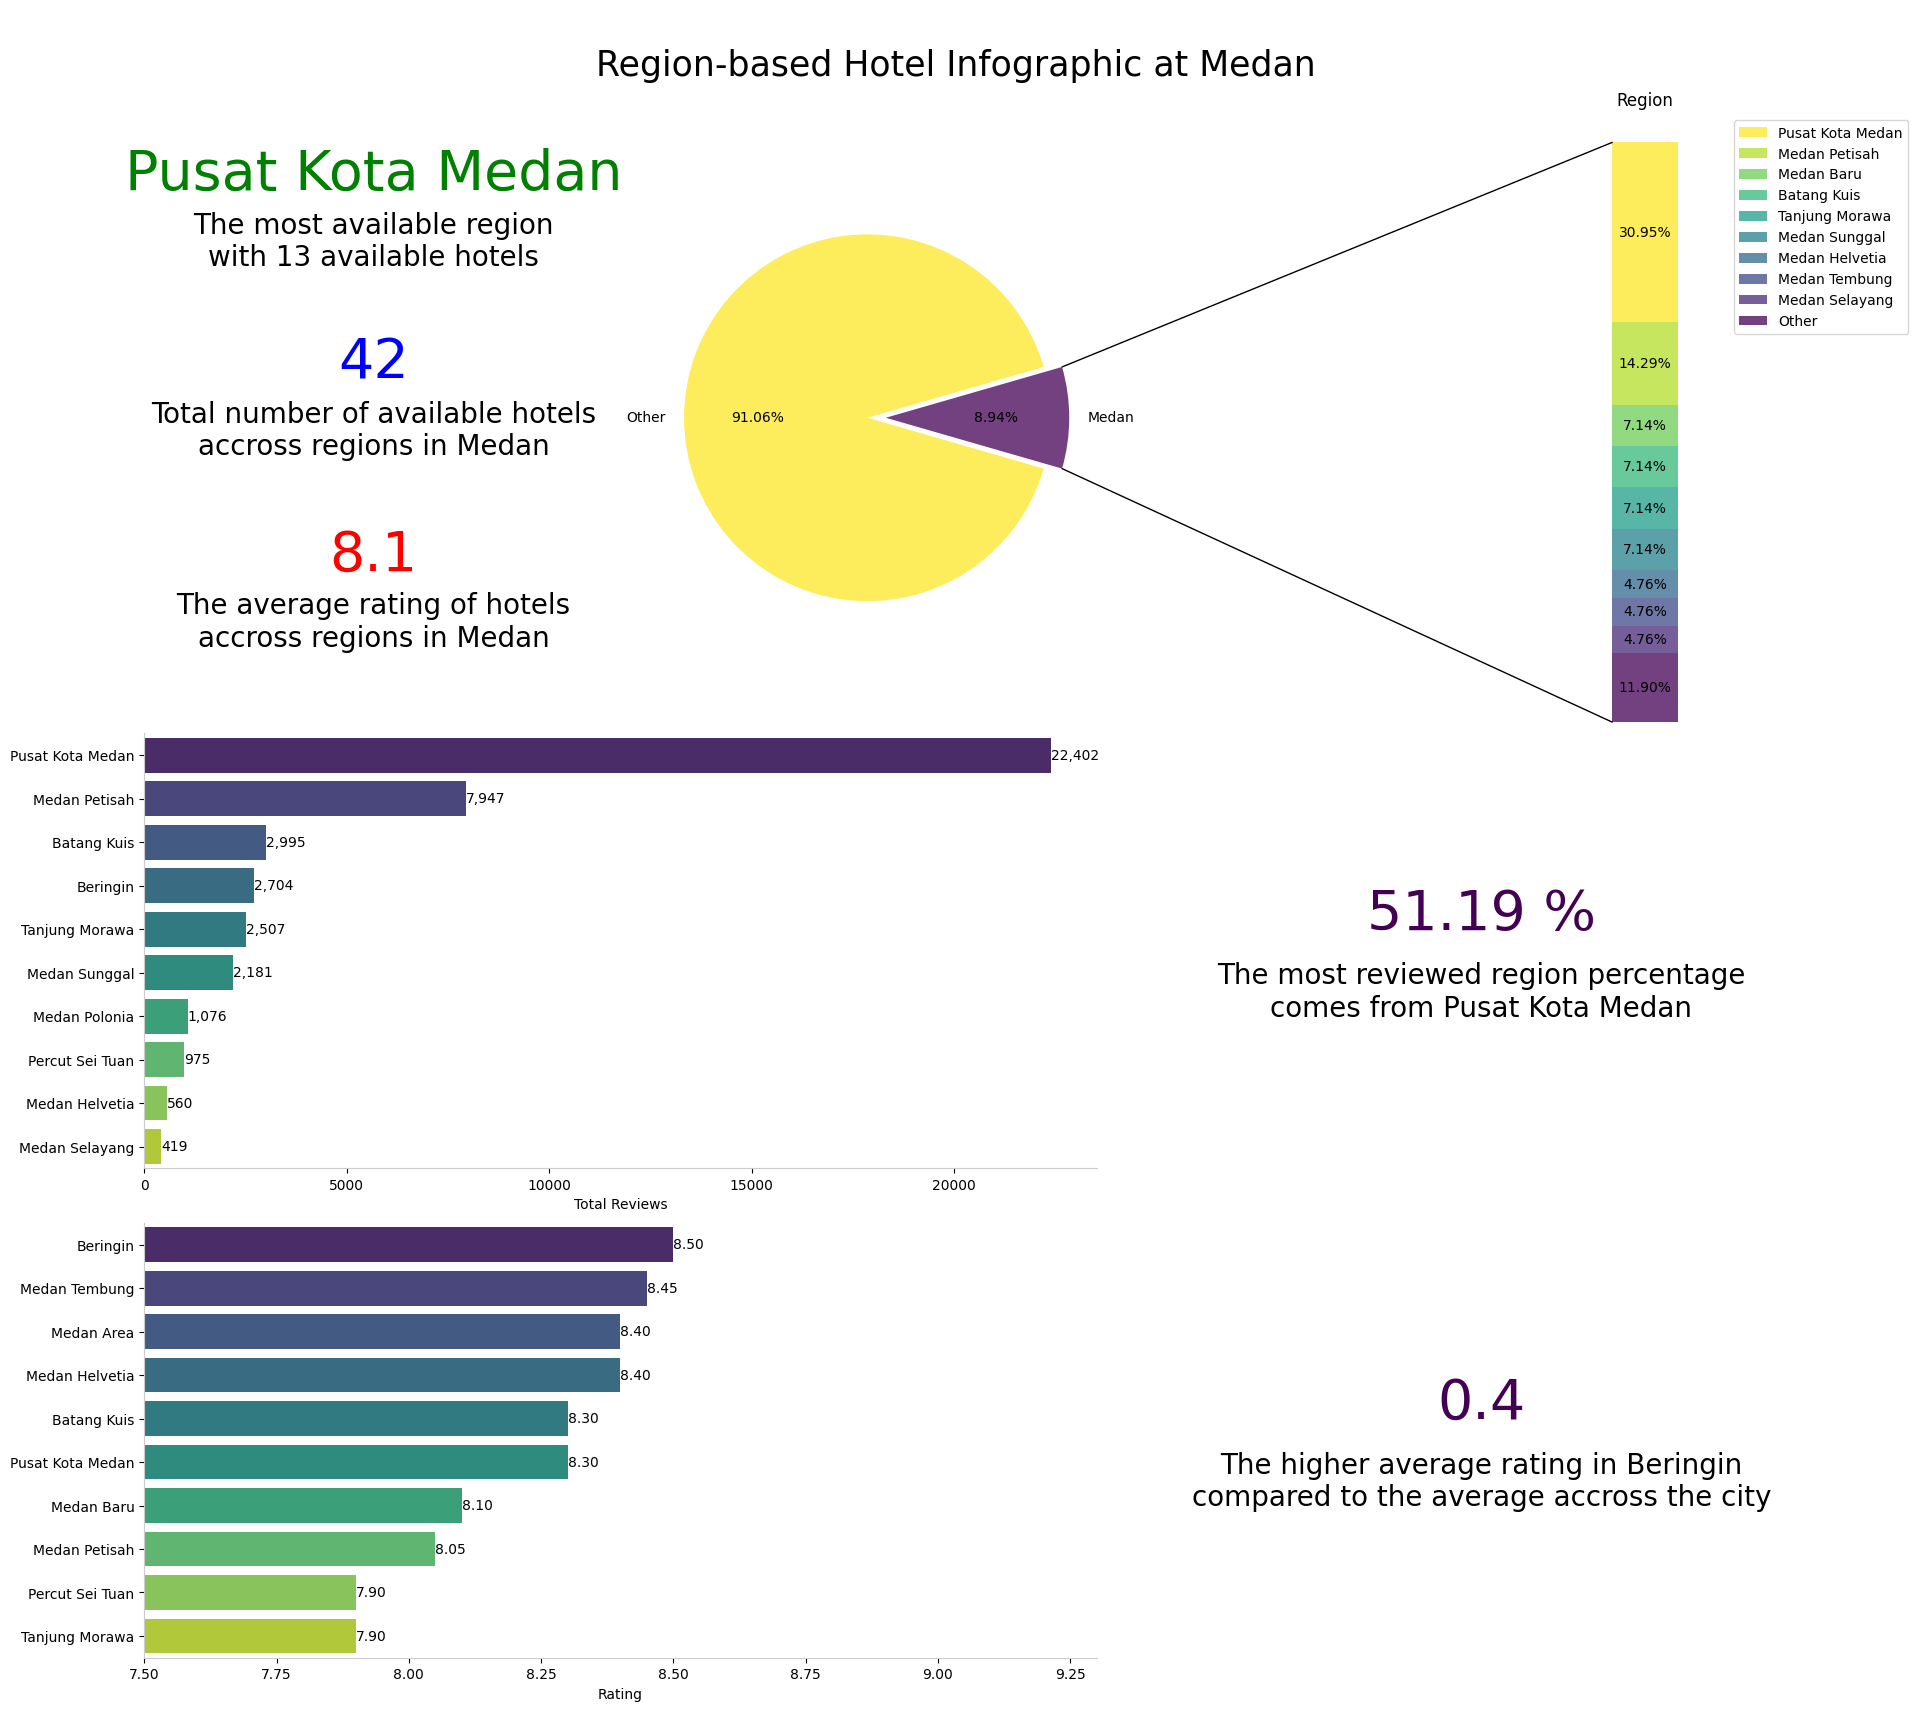 Region-based Hotel Infographic at Medan
Pusat Kota Medan
The most available region
with 13 available hotels
42
Total number of available hotels
accross regions in Medan
8.1
The average rating of hotels
accross regions in Medan
Other
91.06%
8.94%
Medan
Region
30.95%
14.29%
7.14%
7.14%
7.14%
7.14%
4.76%
4.76%
4.76%
11.90%
Pusat Kota Medan
Medan Petisah
Medan Baru
Batang Kuis
Tanjung Morawa
Medan Sunggal
Medan Helvetia
Medan Tembung
Medan Selayang
Other
Pusat Kota Medan 22,402
Medan Petisah 7,947
Batang Kuis 2,995
Beringin 2,704
Tanjung Morawa 2,507
Medan Sunggal 2,181
Medan Polonia 1,076
Percut Sei Tuan 975
Medan Helvetia 560
Medan Selayang 419
0 5000 10000 15000 20000
Total Reviews
51.19 %
The most reviewed region percentage
comes from Pusat Kota Medan
Beringin 8.50
Medan Tembung 8.45
Medan Area 8.40
Medan Helvetia 8.40
Batang Kuis 8.30
Pusat Kota Medan 8.30
Medan Baru 8.10
Medan Petisah 8.05
Percut Sei Tuan 7.90
Tanjung Morawa 7.90
7.50 7.75 8.00 8.25 8.50 8.75 9.00 9.25
Rating
0.4
The higher average rating in Beringin
compared to the average accross the city